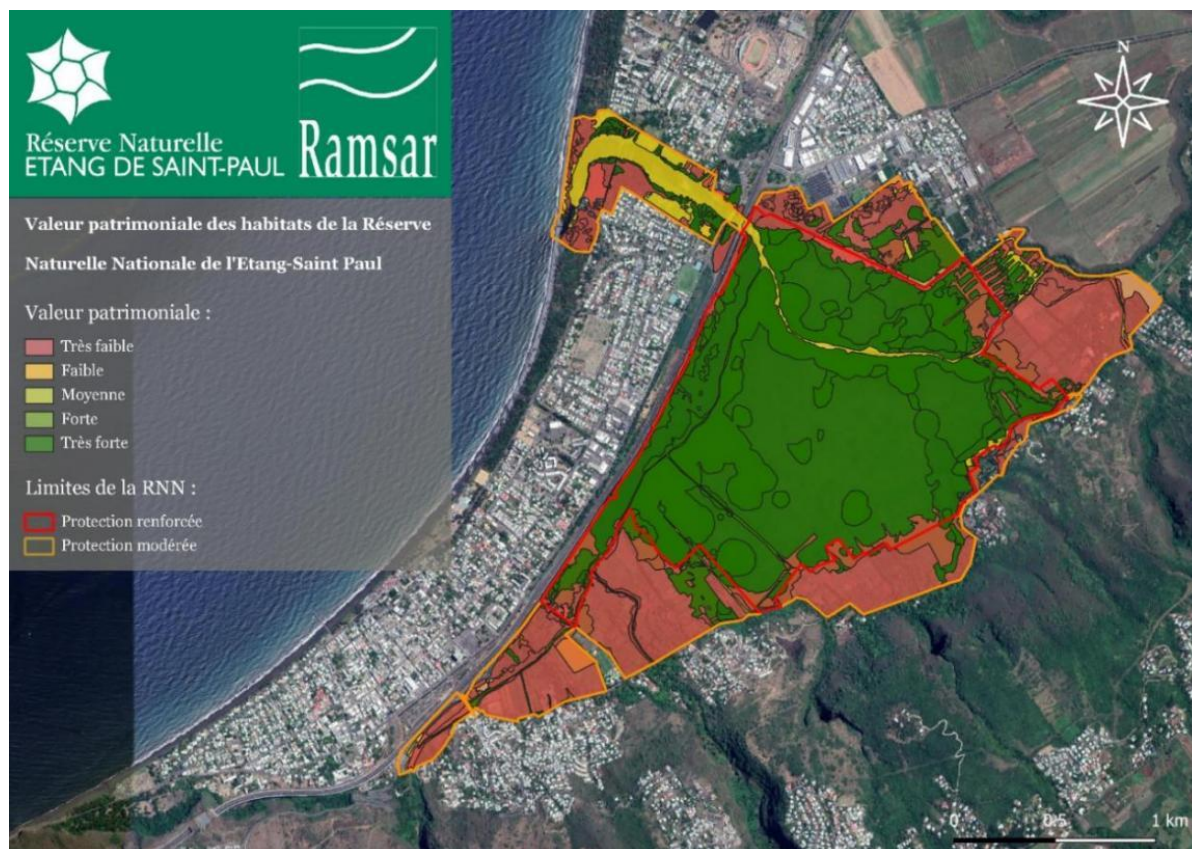 Réserve Naturelle
ETANG DE SAINT-PAUL
Ramsar
Valeur patrimoniale des habitats de la Réserve
Naturelle Nationale de l'Etang-Saint Paul
Valeur patrimoniale :
Très faible
Faible
Moyenne
Forte
Très forte
Limites de la RNN :
Protection renforcée
Protection modérée
N
0 0.5 1 km